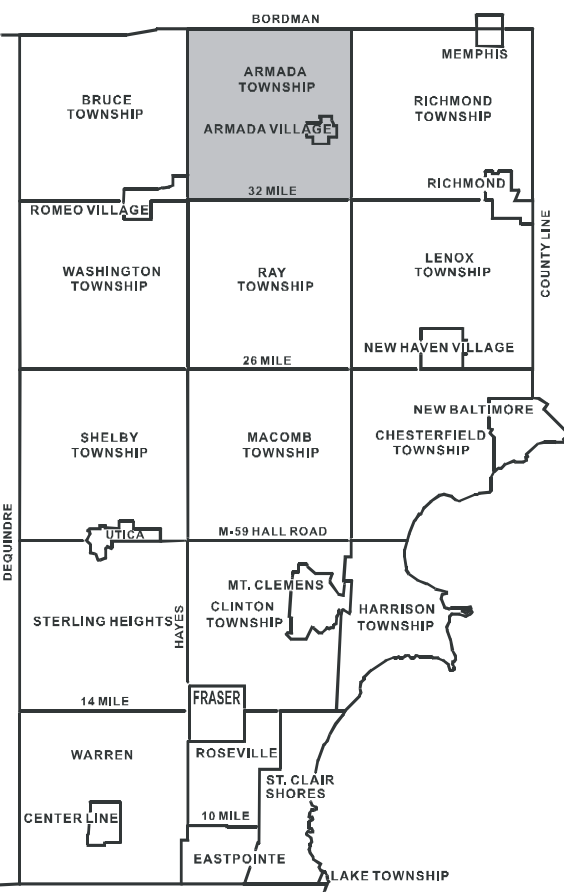 BORDMAN
MEMPHIS
BRUCE
TOWNSHIP
ARMADA
TOWNSHIP
ARMADA VILLAGE
RICHMOND
TOWNSHIP
RICHMOND
32 MILE
ROMEO VILLAGE
COUNTY LINE
WASHINGTON
TOWNSHIP
RAY
TOWNSHIP
LENOX
TOWNSHIP
NEW HAVEN VILLAGE
26 MILE
NEW BALTIMORE
SHELBY
TOWNSHIP
MACOMB
TOWNSHIP
CHESTERFIELD
TOWNSHIP
DEQUINDRE
UTICA
M-59 HALL ROAD
MT. CLEMENS
STERLING HEIGHTS
HAYES
CLINTON
TOWNSHIP
HARRISON
TOWNSHIP
14 MILE
FRASER
WARREN
ROSEVILLE
ST. CLAIR
SHORES
CENTER LINE
10 MILE
EASTPOINTE
LAKE TOWNSHIP